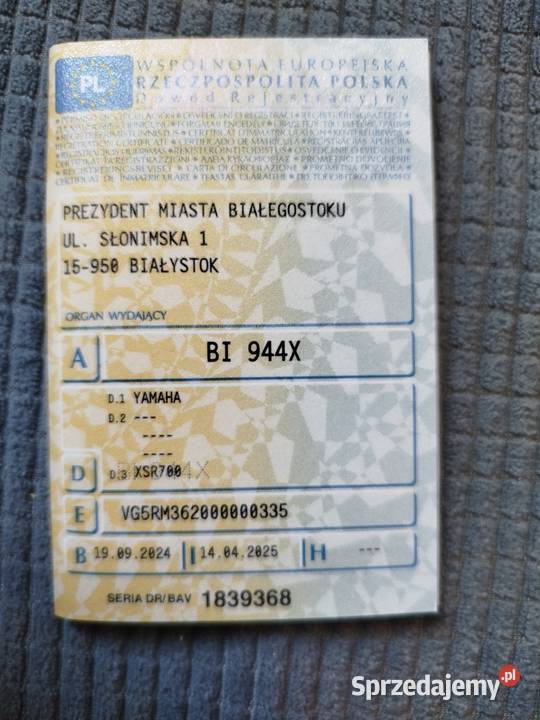 PL
WSPÓLNOTA EUROPEJSKA
RZECZPOSPOLITA POLSKA
Dowód Rejestracyjny
PREZYDENT MIASTA BIAŁEGOSTOKU
UL. SŁONIMSKA 1
15-950 BIAŁYSTOK
ORGAN WYDAJĄCY
A BI 944X
D.1 YAMAHA
D.2 ---
----
----
D D.3 XSR700
E VG5RM362000000335
B 19.09.2024 I 14.04.2025 H ---
SERIA DR/BAV 1839368
Sprzedajemy.pl